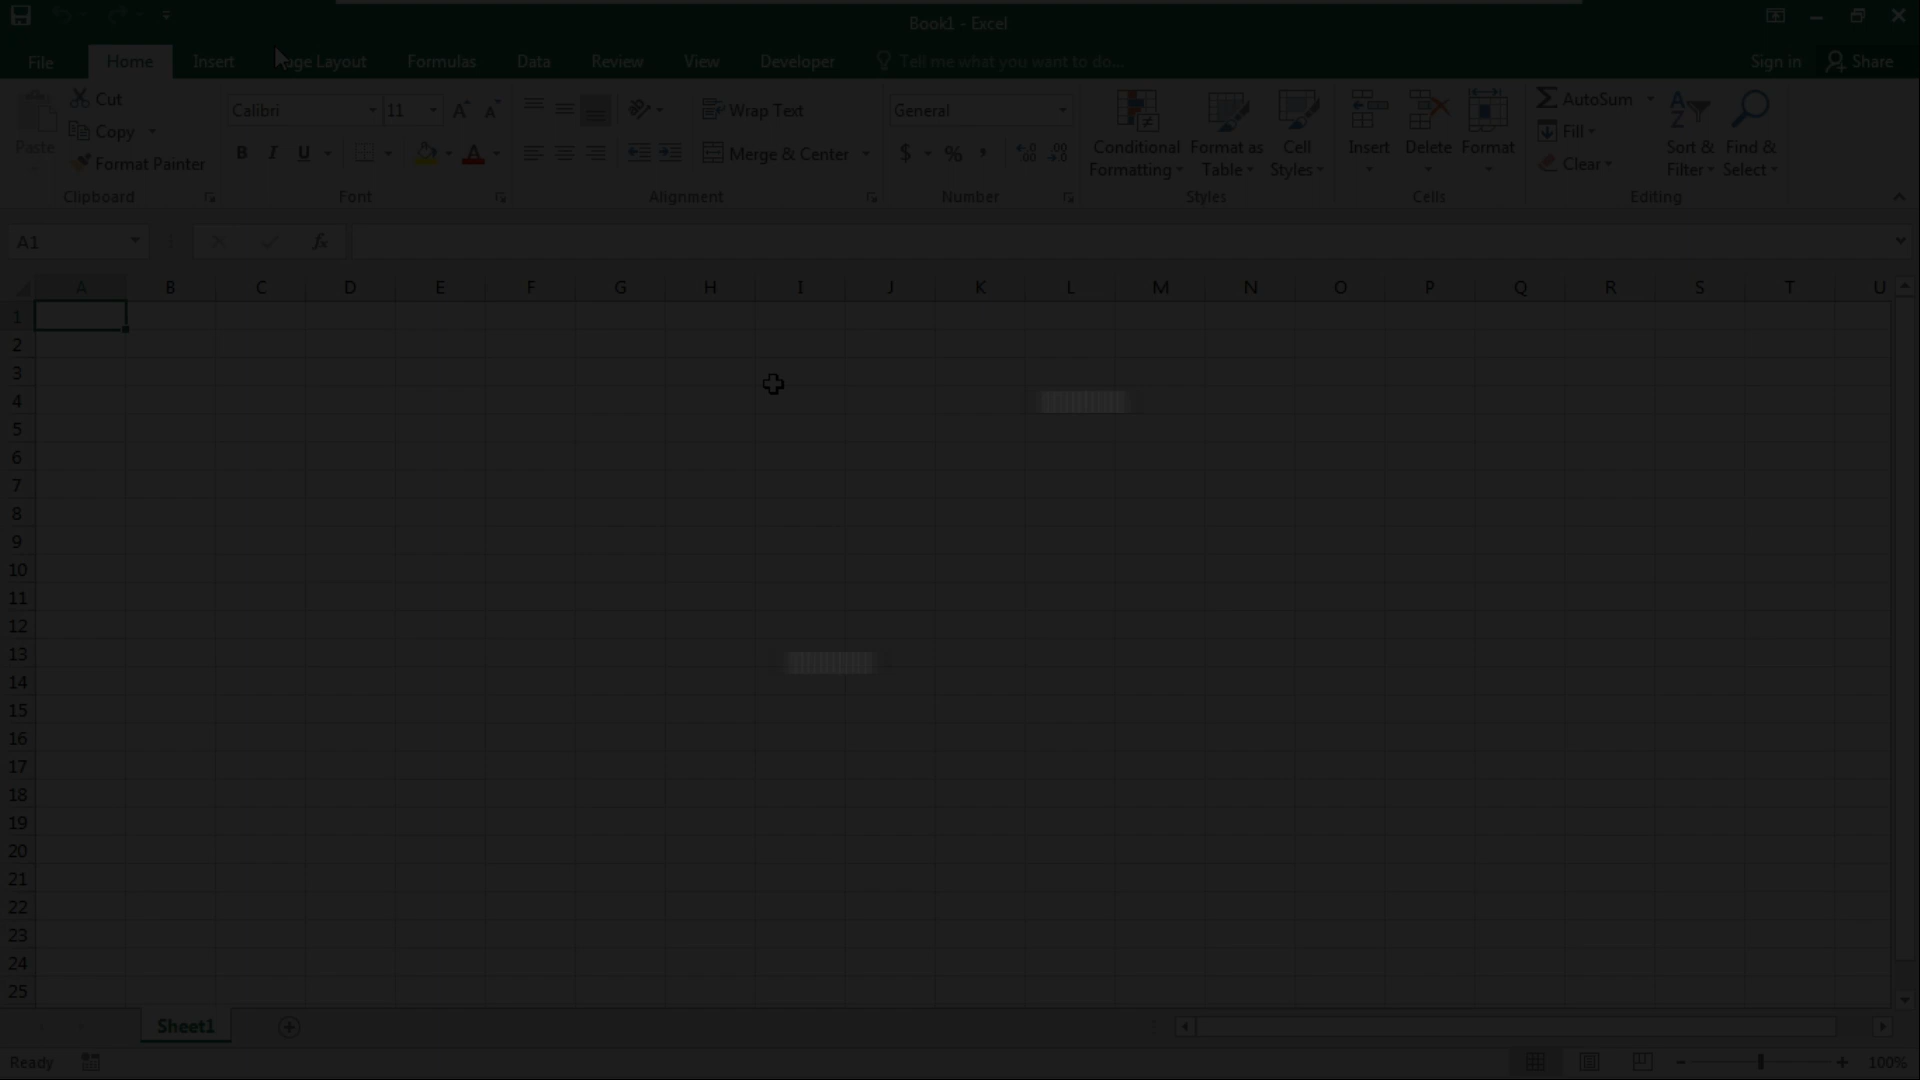 Book1 - Excel
File Home Insert ge Layout Formulas Data Review View Developer Tell me what you want to do... Sign in Share
Cut
Copy
Format Painter
Paste
Calibri 11
B I U A
Wrap Text
Merge & Center
General
$ % ,
Conditional Formatting
Format as Table
Cell Styles
Insert Delete Format
AutoSum
Fill
Clear
Sort & Filter
Find & Select
Clipboard Font Alignment Number Styles Cells Editing
A1 fx
A B C D E F G H I J K L M N O P Q R S T U
1
2
3
4
5
6
7
8
9
10
11
12
13
14
15
16
17
18
19
20
21
22
23
24
25
Sheet1
Ready 100%